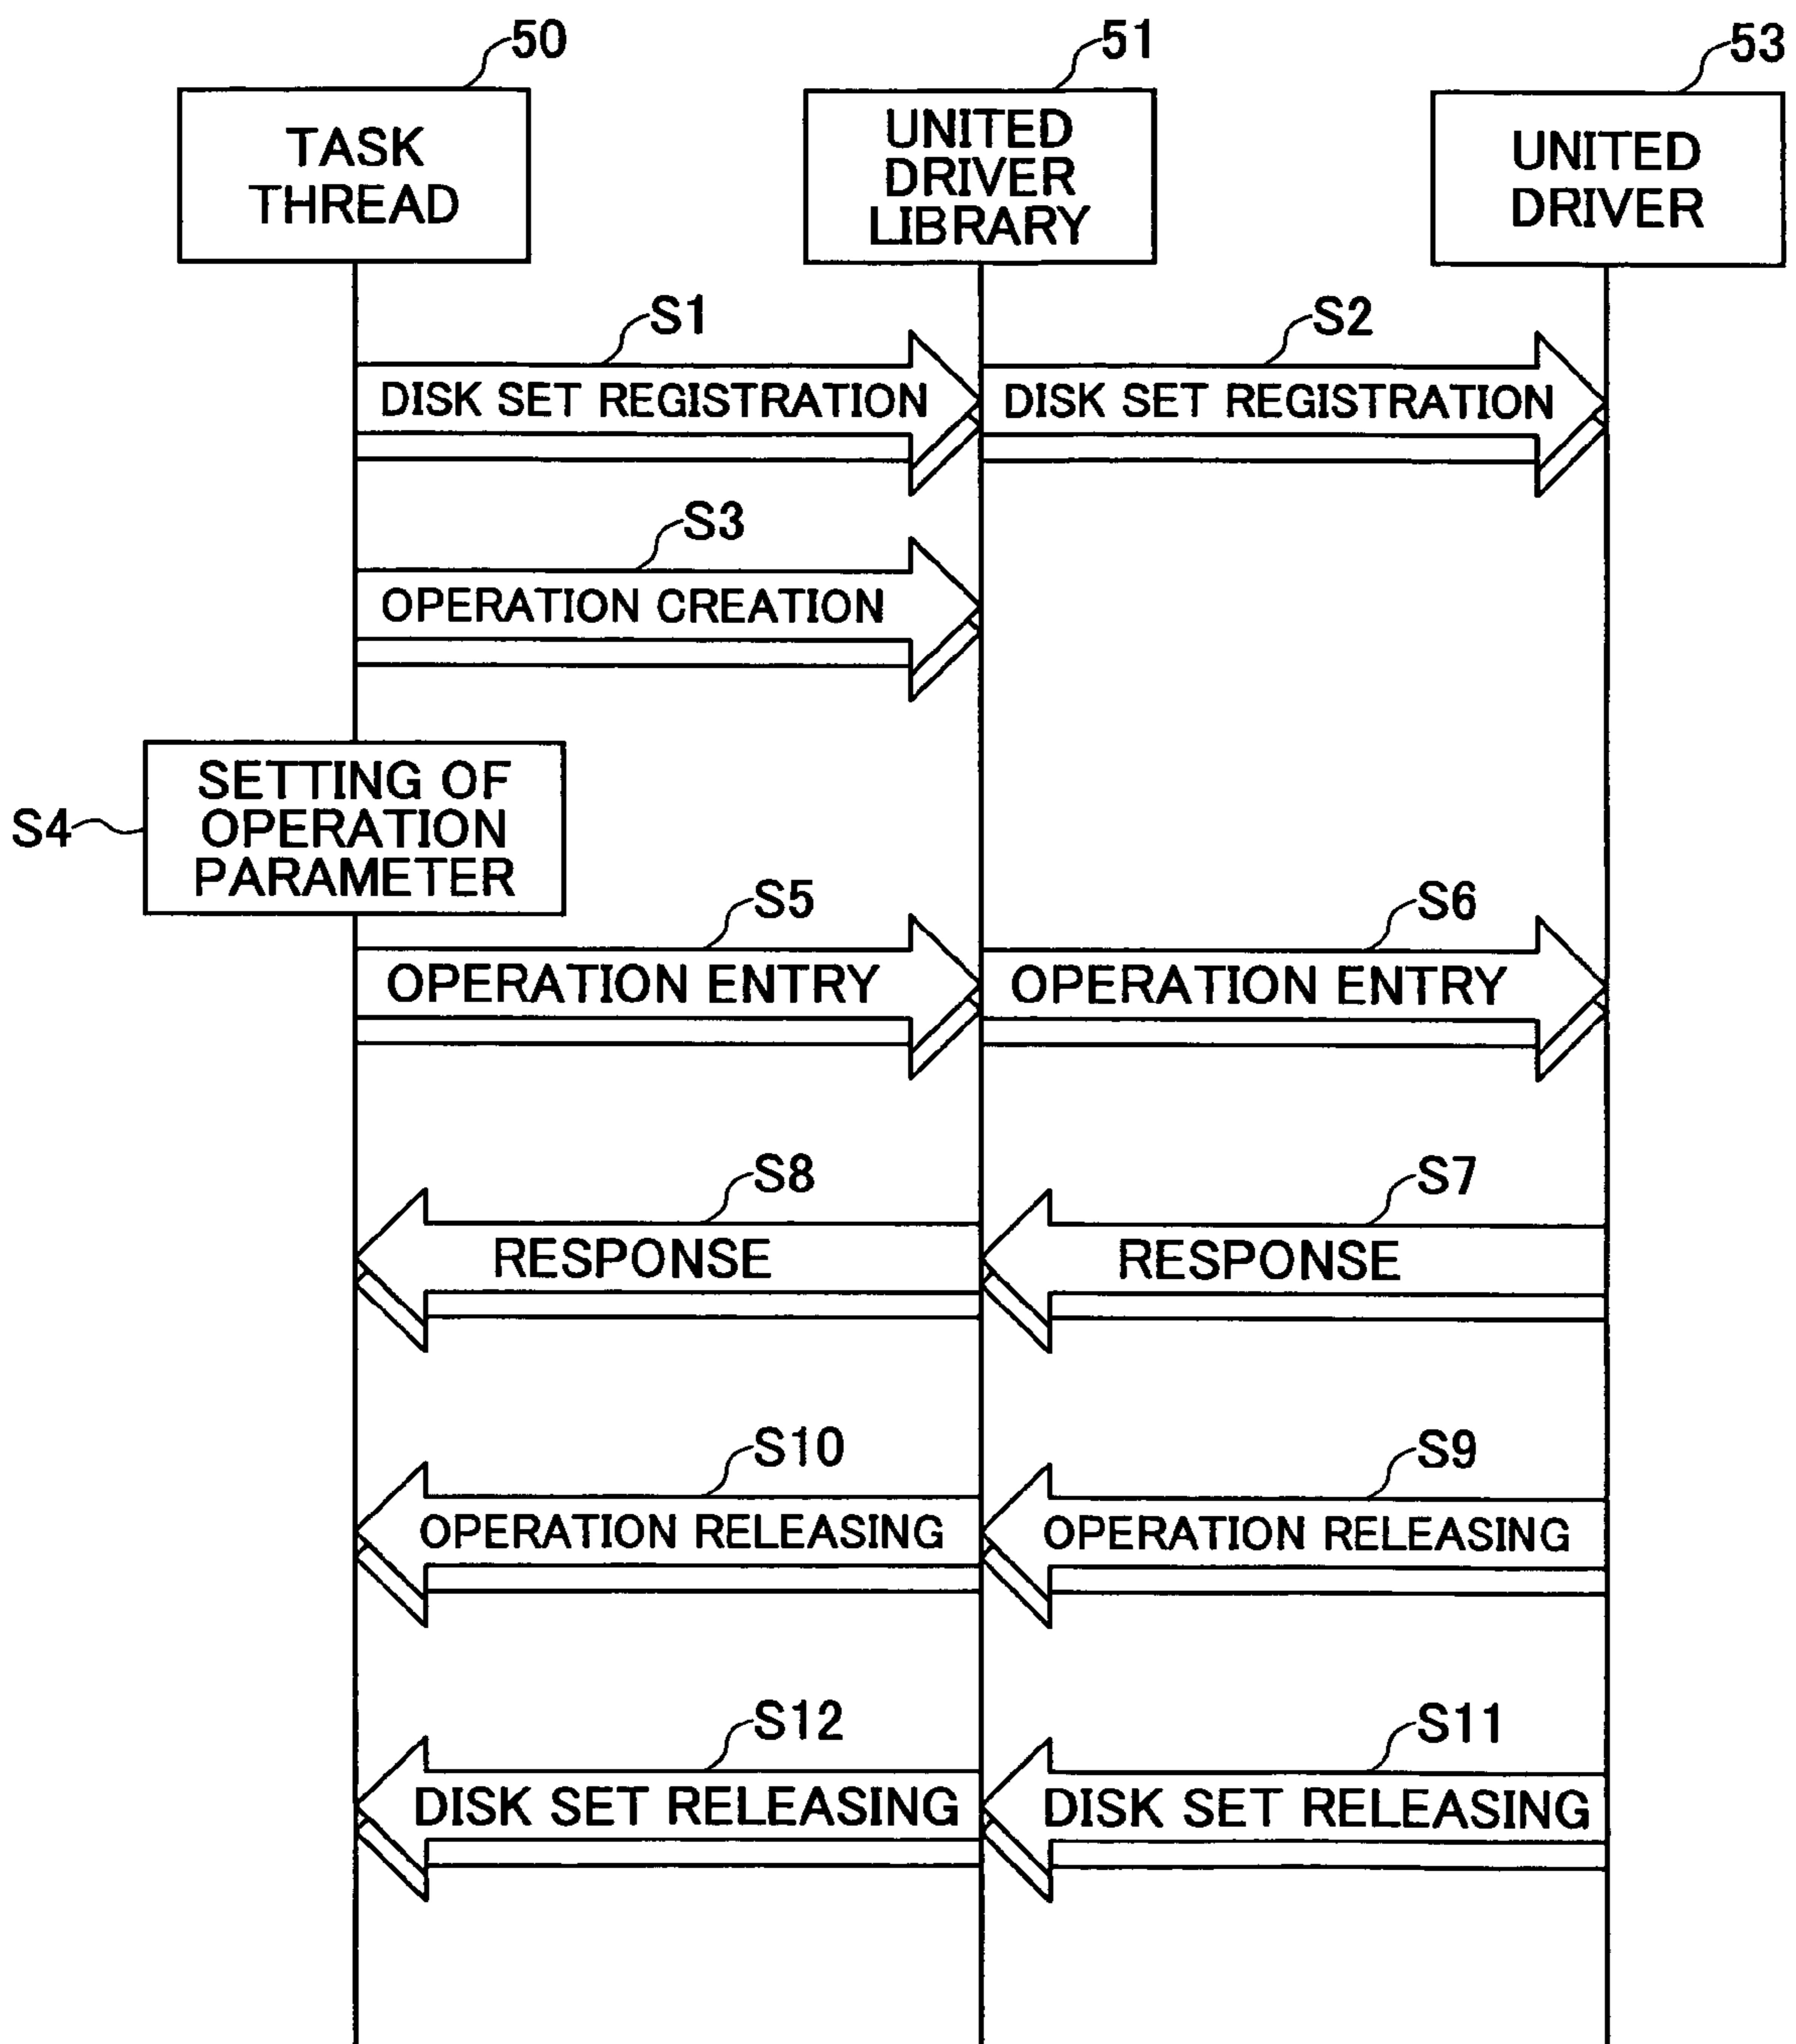 50
51
53
TASK
THREAD
UNITED
DRIVER
LIBRARY
UNITED
DRIVER
S1
S2
DISK SET REGISTRATION
DISK SET REGISTRATION
S3
OPERATION CREATION
S4
SETTING OF
OPERATION
PARAMETER
S5
S6
OPERATION ENTRY
OPERATION ENTRY
S8
S7
RESPONSE
RESPONSE
S10
S9
OPERATION RELEASING
OPERATION RELEASING
S12
S11
DISK SET RELEASING
DISK SET RELEASING